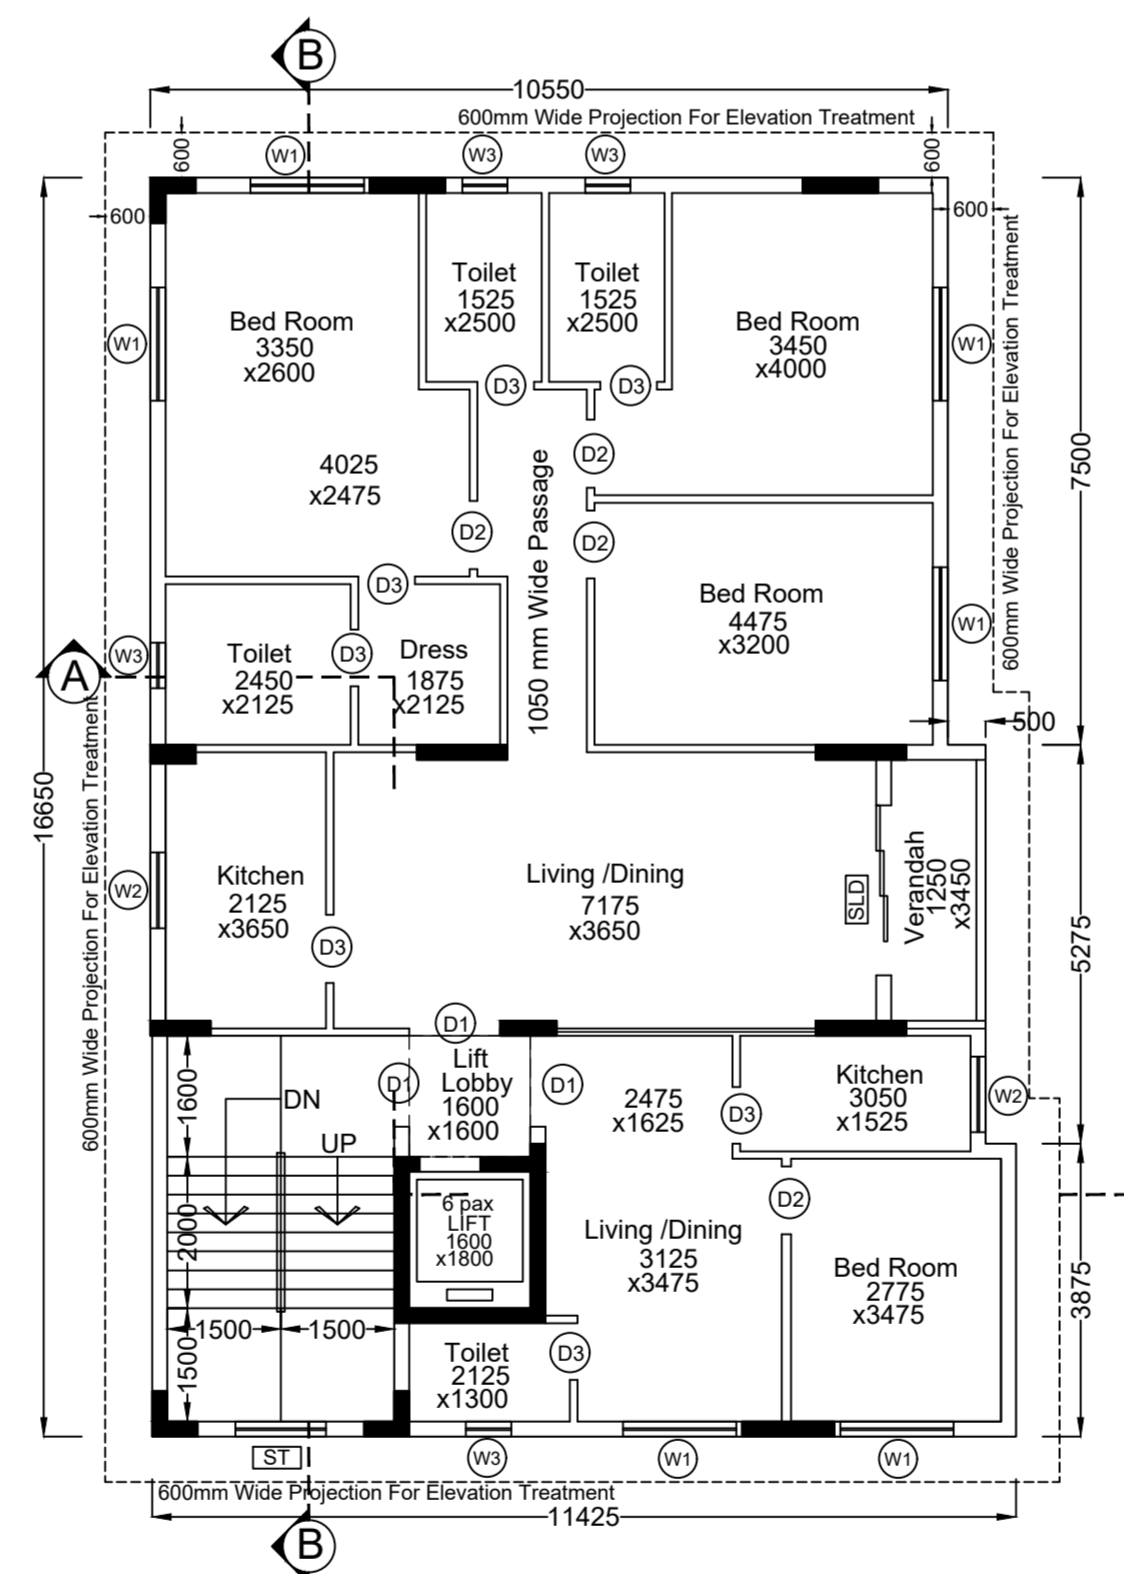 B
10550
600mm Wide Projection For Elevation Treatment
600
W1
W3
W3
600
600
600
600mm Wide Projection For Elevation Treatment
Toilet
1525
x2500
Toilet
1525
x2500
Bed Room
3350
x2600
Bed Room
3450
x4000
W1
W1
D3
D3
4025
x2475
D2
7500
1050 mm Wide Passage
D2
D2
D3
Bed Room
4475
x3200
W1
W3
A
Toilet
2450
x2125
D3
Dress
1875
x2125
500
16650
600mm Wide Projection For Elevation Treatment
W2
Kitchen
2125
x3650
D3
Living /Dining
7175
x3650
SLD
Verandah
1250
x3450
5275
D1
Lift
Lobby
1600
x1600
D1
D1
1600
DN
UP
2475
x1625
D3
Kitchen
3050
x1525
W2
2000
6 pax
LIFT
1600
x1800
D2
Living /Dining
3125
x3475
Bed Room
2775
x3475
3875
1500
1500
1500
Toilet
2125
x1300
D3
ST
W3
W1
W1
600mm Wide Projection For Elevation Treatment
11425
B